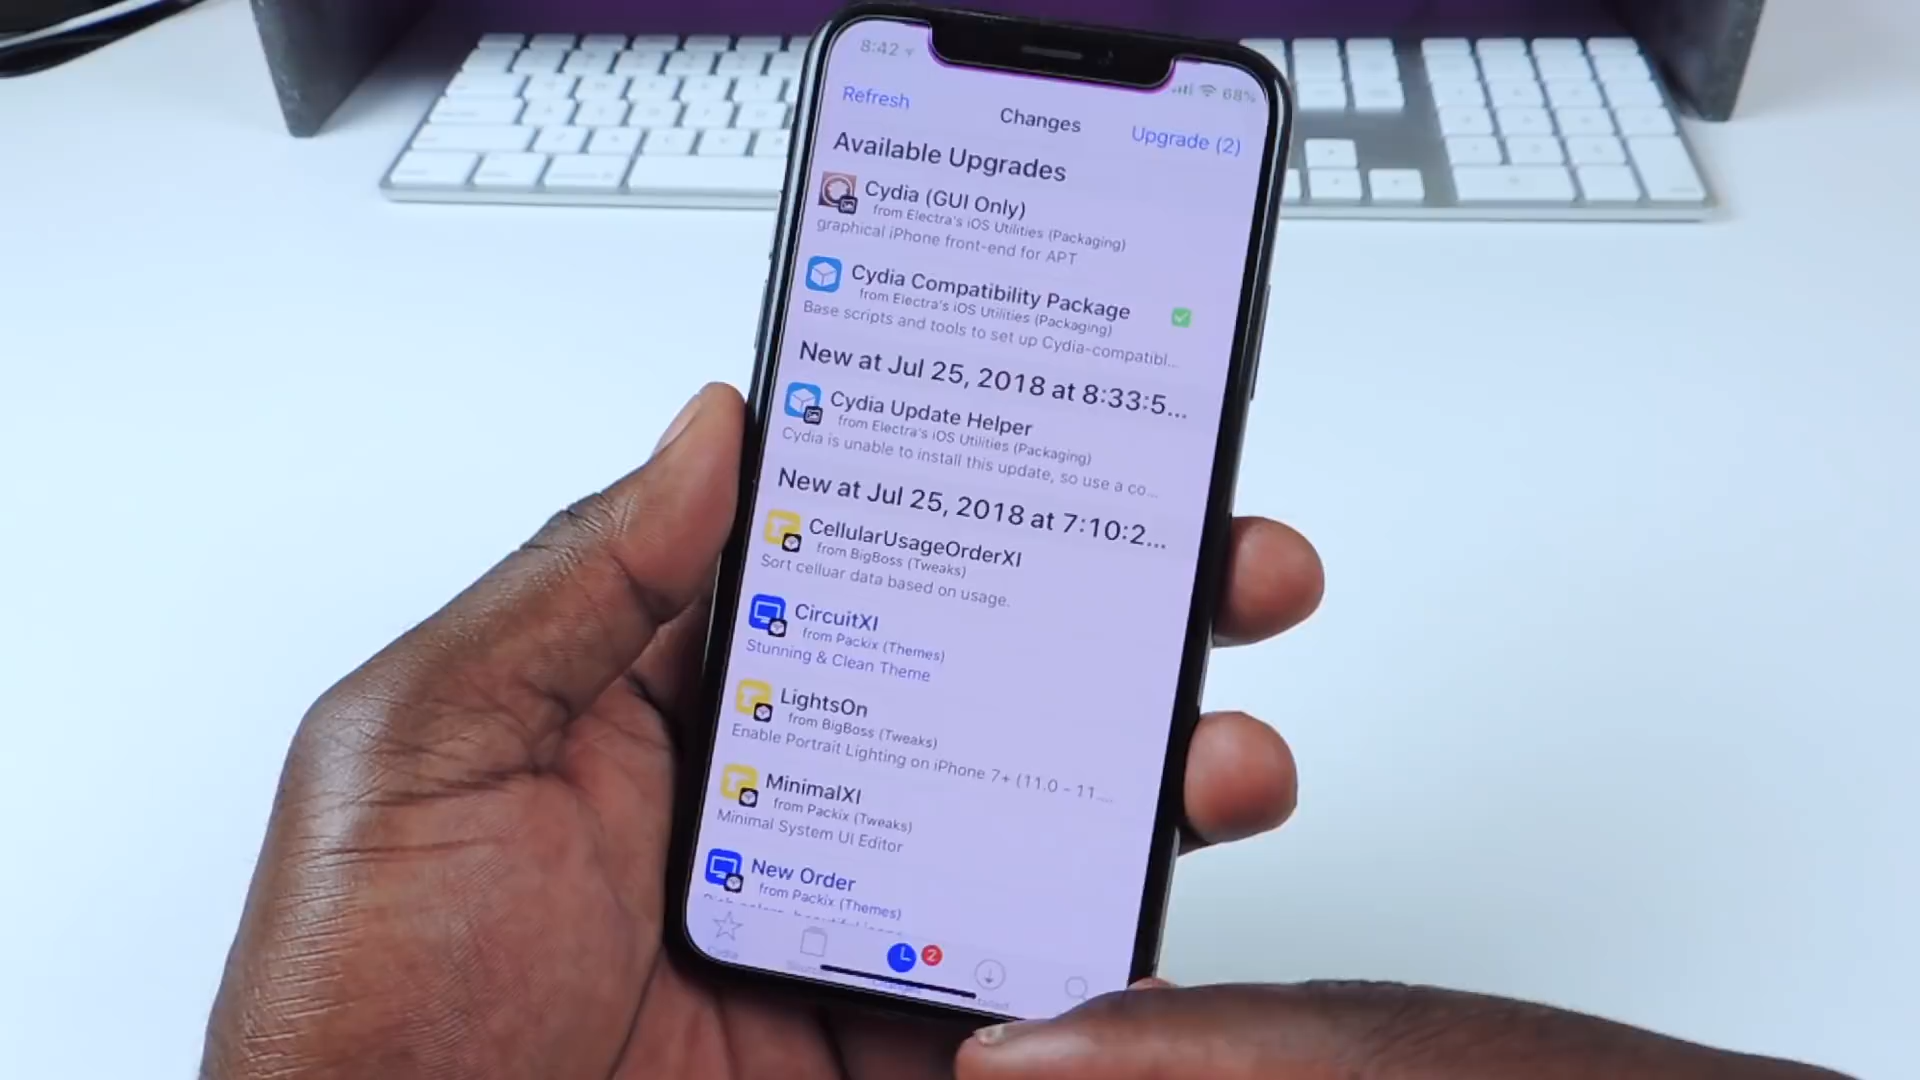 8:42
68%
Refresh
Changes
Upgrade (2)
Available Upgrades
Cydia (GUI Only)
from Electra's iOS Utilities (Packaging)
graphical iPhone front-end for APT
Cydia Compatibility Package
from Electra's iOS Utilities (Packaging)
Base scripts and tools to set up Cydia-compatibl...
New at Jul 25, 2018 at 8:33:5...
Cydia Update Helper
from Electra's iOS Utilities (Packaging)
Cydia is unable to install this update, so use a co...
New at Jul 25, 2018 at 7:10:2...
CellularUsageOrderXI
from BigBoss (Tweaks)
Sort celluar data based on usage.
CircuitXI
from Packix (Themes)
Stunning & Clean Theme
LightsOn
from BigBoss (Tweaks)
Enable Portrait Lighting on iPhone 7+ (11.0 - 11....
MinimalXI
from Packix (Tweaks)
Minimal System UI Editor
New Order
from Packix (Themes)
2
Cydia
Changes